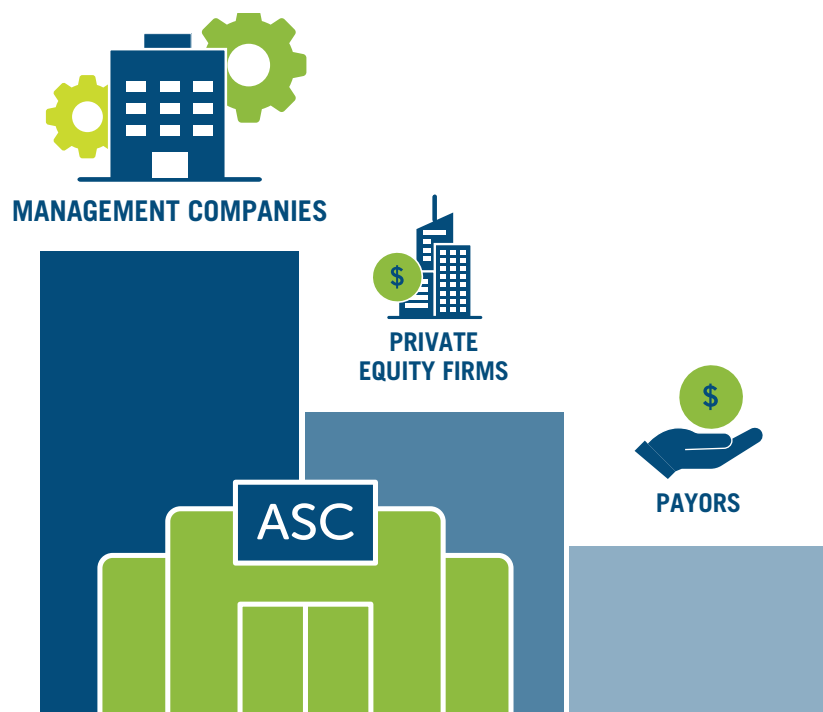 MANAGEMENT COMPANIES
$
PRIVATE
EQUITY FIRMS
$
PAYORS
ASC